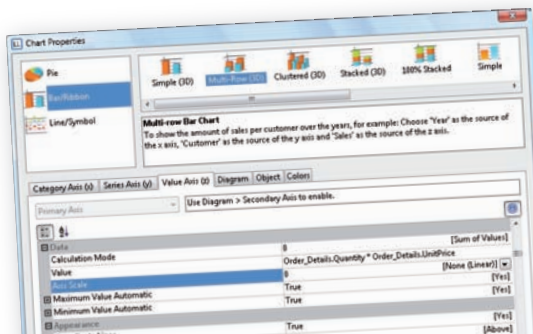 Chart Properties
Pie
Bar/Ribbon
Line/Symbol
Simple (3D)
Multi-Row (3D)
Clustered (3D)
Stacked (3D)
100% Stacked
Simple
Multi-row Bar Chart
To show the amount of sales per customer over the years, for example: Choose 'Year' as the source of
the x axis, 'Customer' as the source of the y axis and 'Sales' as the source of the z axis.
Category Axis (x) Series Axis (y) Value Axis (z) Diagram Object Colors
Primary Axis
Use Diagram > Secondary Axis to enable.
Data
Calculation Mode 0 [Sum of Values]
Value Order_Details.Quantity * Order_Details.UnitPrice
Axis Scale 0 [None (Linear)]
Maximum Value Automatic True [Yes]
Minimum Value Automatic True [Yes]
Appearance
True [Yes]
[Above]